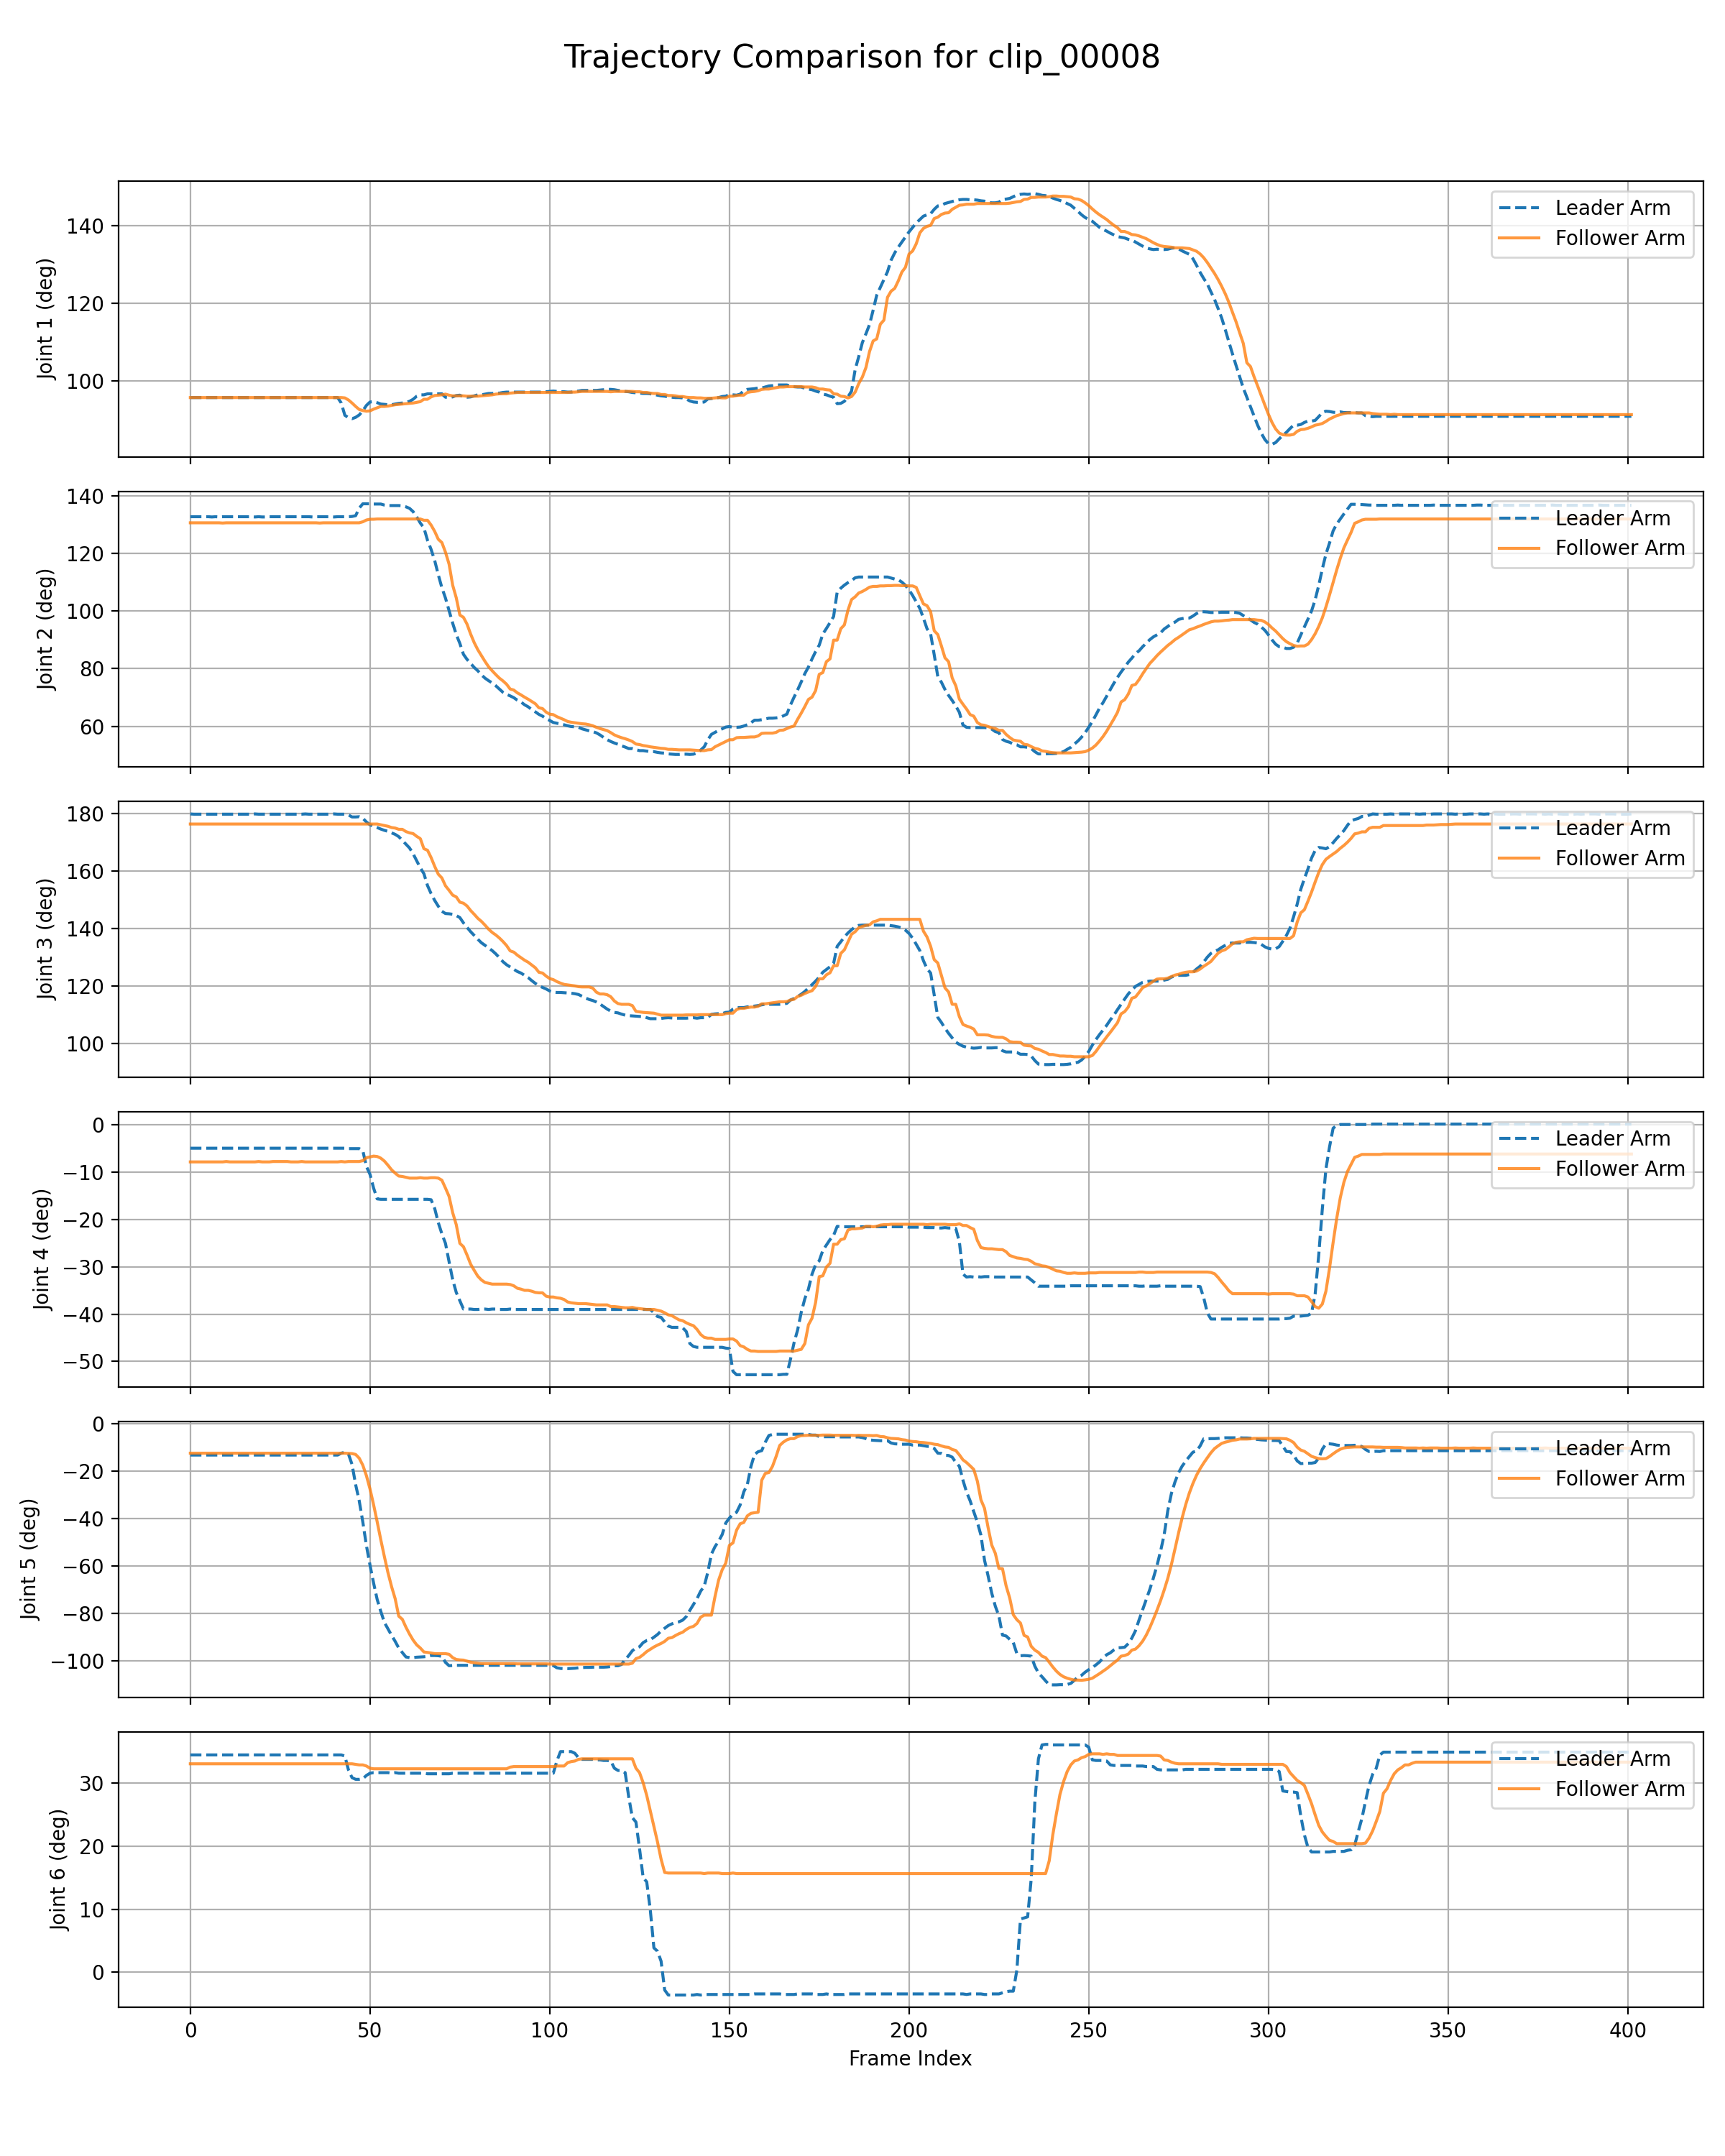 Trajectory Comparison for clip_00008
Joint 1 (deg)
140
120
100
Leader Arm
Follower Arm
Joint 2 (deg)
140
120
100
80
60
Leader Arm
Follower Arm
Joint 3 (deg)
180
160
140
120
100
Leader Arm
Follower Arm
Joint 4 (deg)
0
−10
−20
−30
−40
−50
Leader Arm
Follower Arm
Joint 5 (deg)
0
−20
−40
−60
−80
−100
Leader Arm
Follower Arm
Joint 6 (deg)
30
20
10
0
Leader Arm
Follower Arm
0 50 100 150 200 250 300 350 400
Frame Index